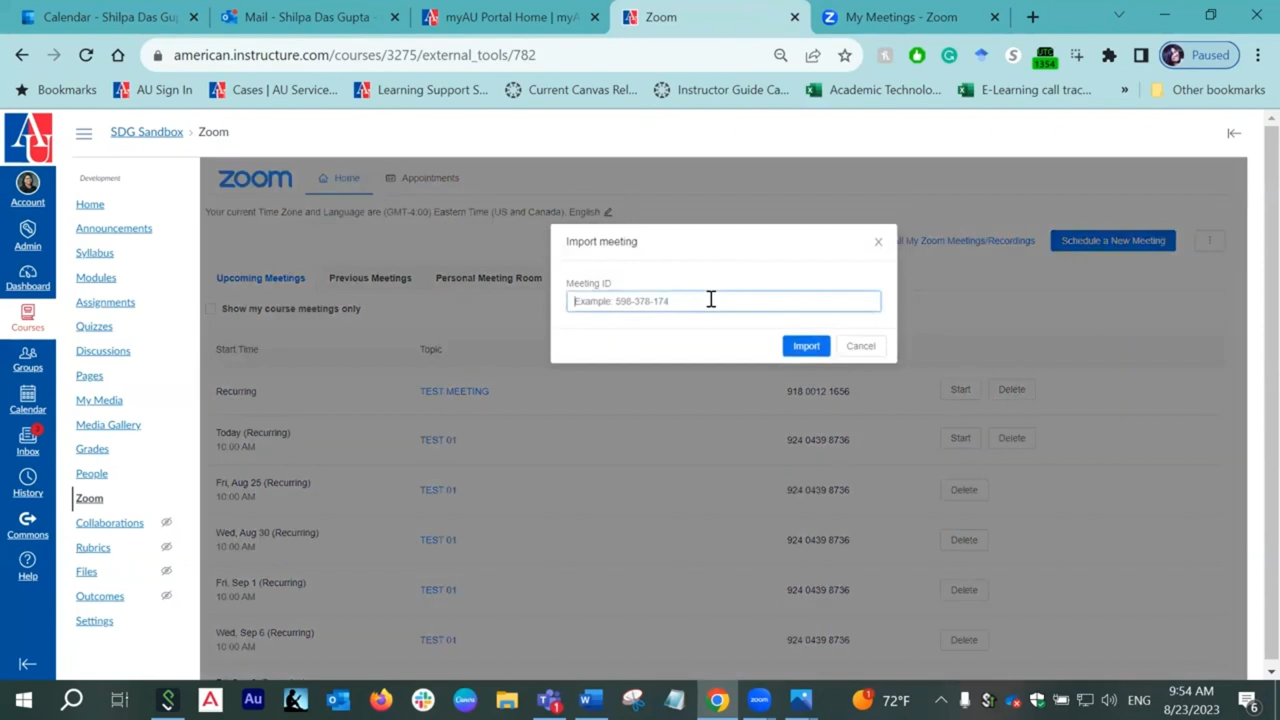 Calendar - Shilpa Das Gu
Mail - Shilpa Das Gupta -
myAU Portal Home | myA
Zoom
My Meetings - Zoom
american.instructure.com/courses/3275/external_tools/782
1354
Paused
Bookmarks
AU Sign In
Cases | AU Service...
Learning Support S...
Current Canvas Rel...
Instructor Guide Ca...
Academic Technolo...
E-Learning call trac...
»
Other bookmarks
AU
SDG Sandbox › Zoom
Account
Admin
Dashboard
Courses
Groups
Calendar
3
Inbox
History
Commons
Help
Development
Home
Announcements
Syllabus
Modules
Assignments
Quizzes
Discussions
Pages
My Media
Media Gallery
Grades
People
Zoom
Collaborations
Rubrics
Files
Outcomes
Settings
zoom
Home
Appointments
Your current Time Zone and Language are (GMT-4:00) Eastern Time (US and Canada). English
ll My Zoom Meetings/Recordings
Schedule a New Meeting
Upcoming Meetings
Previous Meetings
Personal Meeting Room
Show my course meetings only
Import meeting
Meeting ID
Example: 598-378-174
Import
Cancel
Start Time
Topic
Recurring
TEST MEETING
918 0012 1656
Start
Delete
Today (Recurring)
10:00 AM
TEST 01
924 0439 8736
Start
Delete
Fri, Aug 25 (Recurring)
10:00 AM
TEST 01
924 0439 8736
Delete
Wed, Aug 30 (Recurring)
10:00 AM
TEST 01
924 0439 8736
Delete
Fri, Sep 1 (Recurring)
10:00 AM
TEST 01
924 0439 8736
Delete
Wed, Sep 6 (Recurring)
10:00 AM
TEST 01
924 0439 8736
Delete
Au
Canva
zoom
1
72°F
ENG
9:54 AM
8/23/2023
6